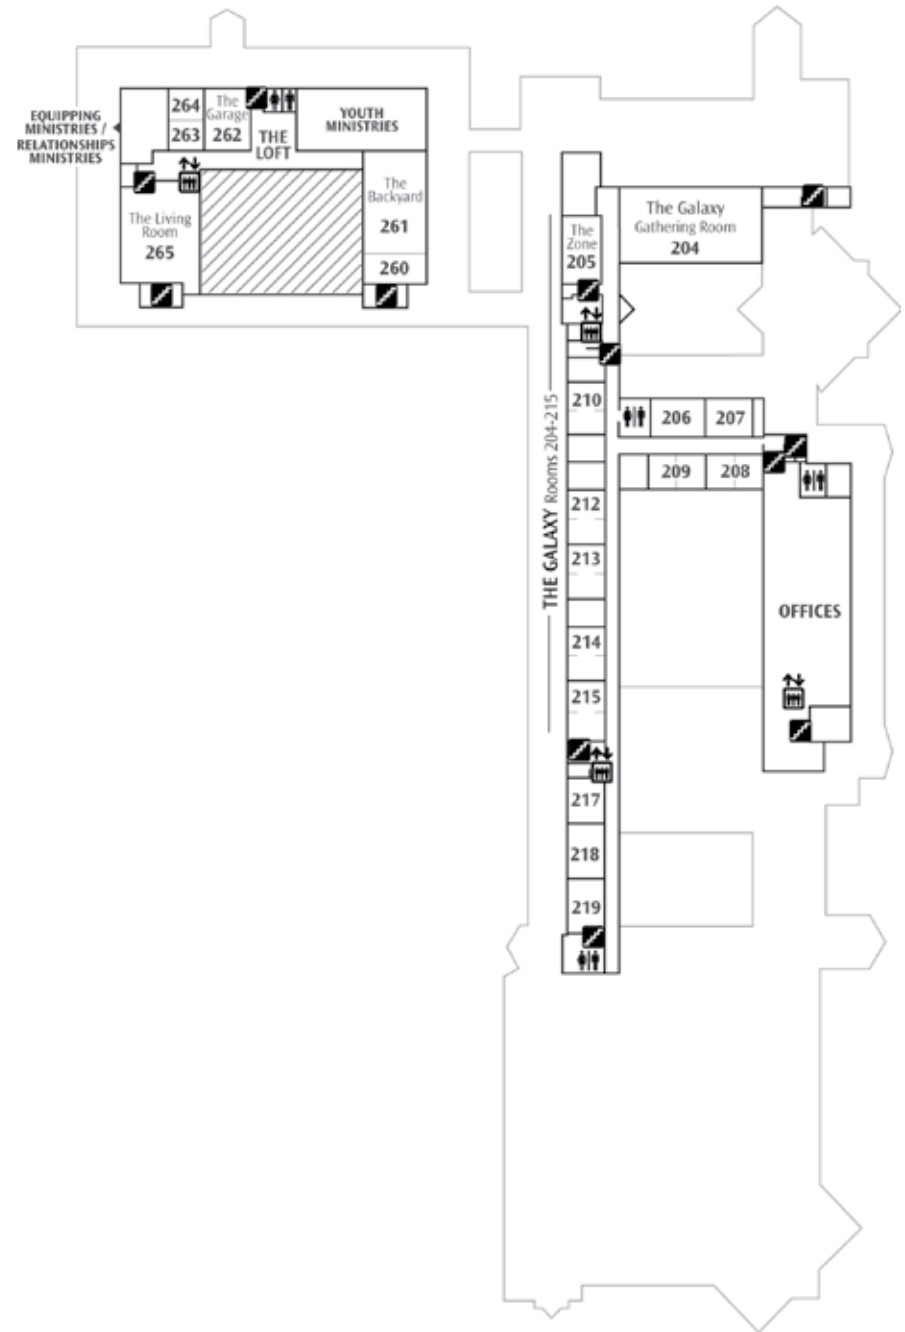 EQUIPPING
MINISTRIES /
RELATIONSHIPS
MINISTRIES
264
263
The
Garage
262
THE
LOFT
YOUTH
MINISTRIES
The Living
Room
265
The
Backyard
261
260
The
Zone
205
The Galaxy
Gathering Room
204
THE GALAXY Rooms 204-215
210
206
207
209
208
212
213
214
215
217
218
219
OFFICES